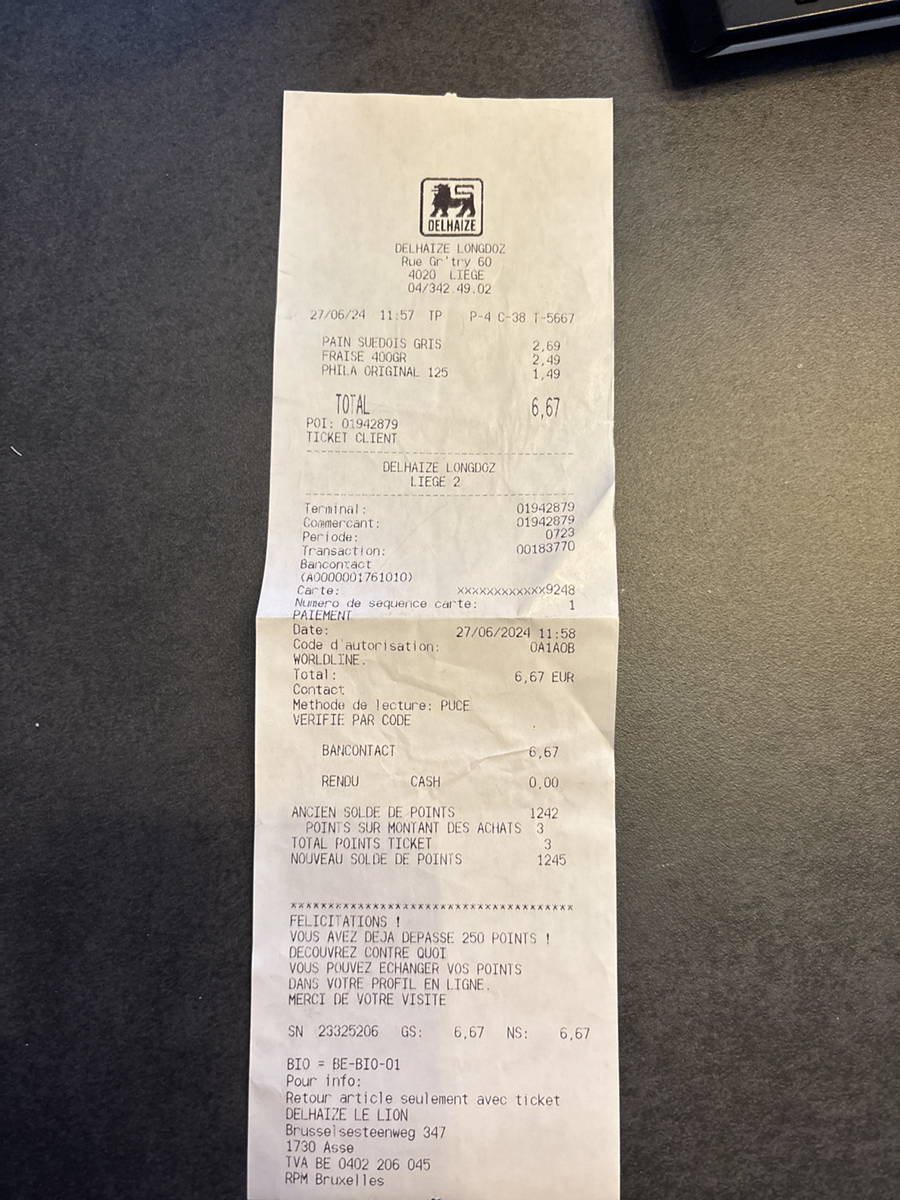 DELHAIZE
DELHAIZE LONGDOZ
Rue Gr'try 60
4020 LIEGE
04/342.49.02
27/06/24 11:57 TP P-4 C-38 T-5667
PAIN SUEDOIS GRIS 2,69
FRAISE 400GR 2,49
PHILA ORIGINAL 125 1,49
TOTAL 6,67
POI: 01942879
TICKET CLIENT
DELHAIZE LONGDOZ
LIEGE 2
Terminal: 01942879
Commercant: 01942879
Periode: 0723
Transaction: 00183770
Bancontact
(A0000001761010)
Carte: xxxxxxxxxxxx9248
Numero de sequence carte: 1
PAIEMENT
Date: 27/06/2024 11:58
Code d'autorisation: 0A1A0B
WORLDLINE.
Total: 6,67 EUR
Contact
Methode de lecture: PUCE
VERIFIE PAR CODE
BANCONTACT 6,67
RENDU CASH 0,00
ANCIEN SOLDE DE POINTS 1242
POINTS SUR MONTANT DES ACHATS 3
TOTAL POINTS TICKET 3
NOUVEAU SOLDE DE POINTS 1245
**************************************
FELICITATIONS !
VOUS AVEZ DEJA DEPASSE 250 POINTS !
DECOUVREZ CONTRE QUOI
VOUS POUVEZ ECHANGER VOS POINTS
DANS VOTRE PROFIL EN LIGNE.
MERCI DE VOTRE VISITE
SN 23325206 GS: 6,67 NS: 6,67
BIO = BE-BIO-01
Pour info:
Retour article seulement avec ticket
DELHAIZE LE LION
Brusselsesteenweg 347
1730 Asse
TVA BE 0402 206 045
RPM Bruxelles